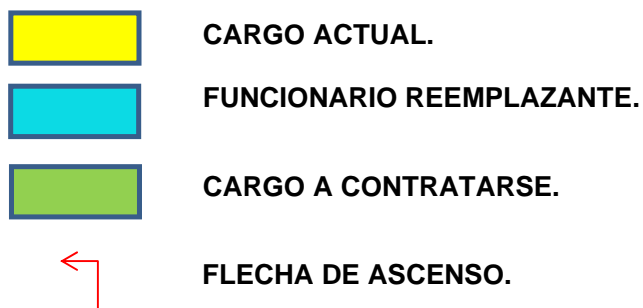 CARGO ACTUAL.
FUNCIONARIO REEMPLAZANTE.
CARGO A CONTRATARSE.
FLECHA DE ASCENSO.